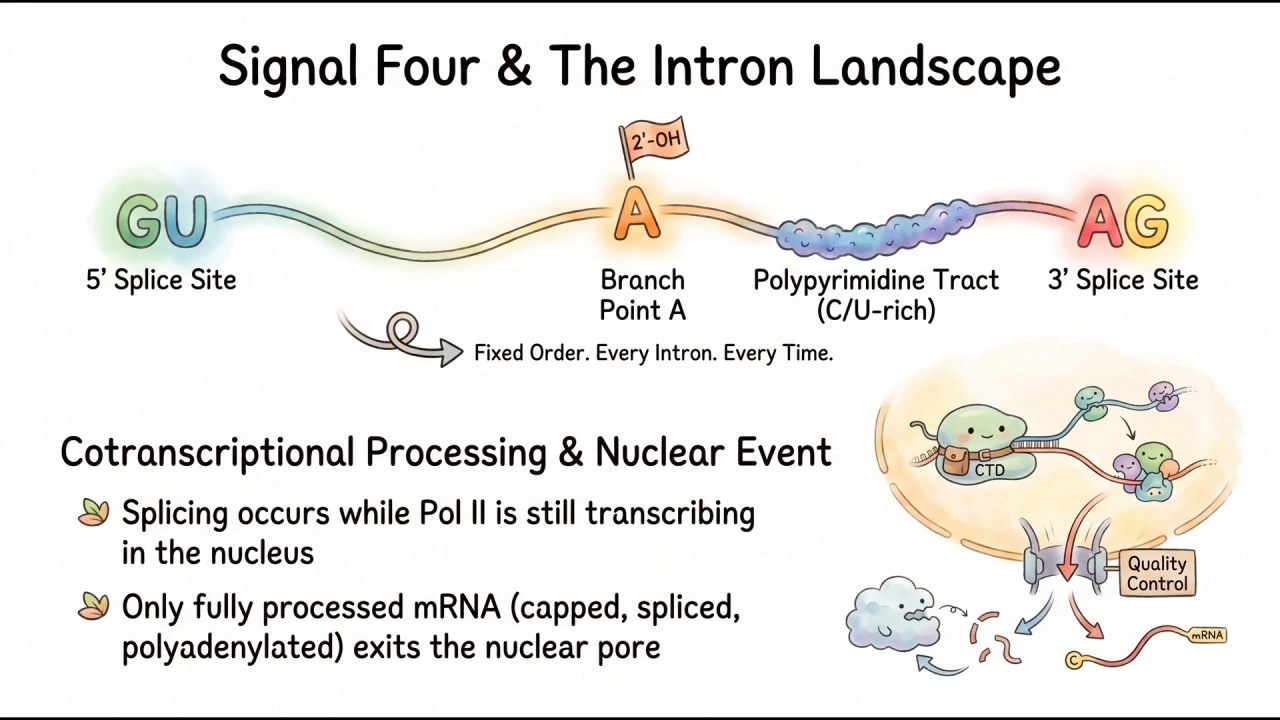 Signal Four & The Intron Landscape
2'-OH
GU
A
AG
5' Splice Site
Branch
Point A
Polypyrimidine Tract
(C/U-rich)
3' Splice Site
Fixed Order. Every Intron. Every Time.
Cotranscriptional Processing & Nuclear Event
Splicing occurs while Pol II is still transcribing
in the nucleus
Only fully processed mRNA (capped, spliced,
polyadenylated) exits the nuclear pore
CTD
Quality
Control
C
mRNA